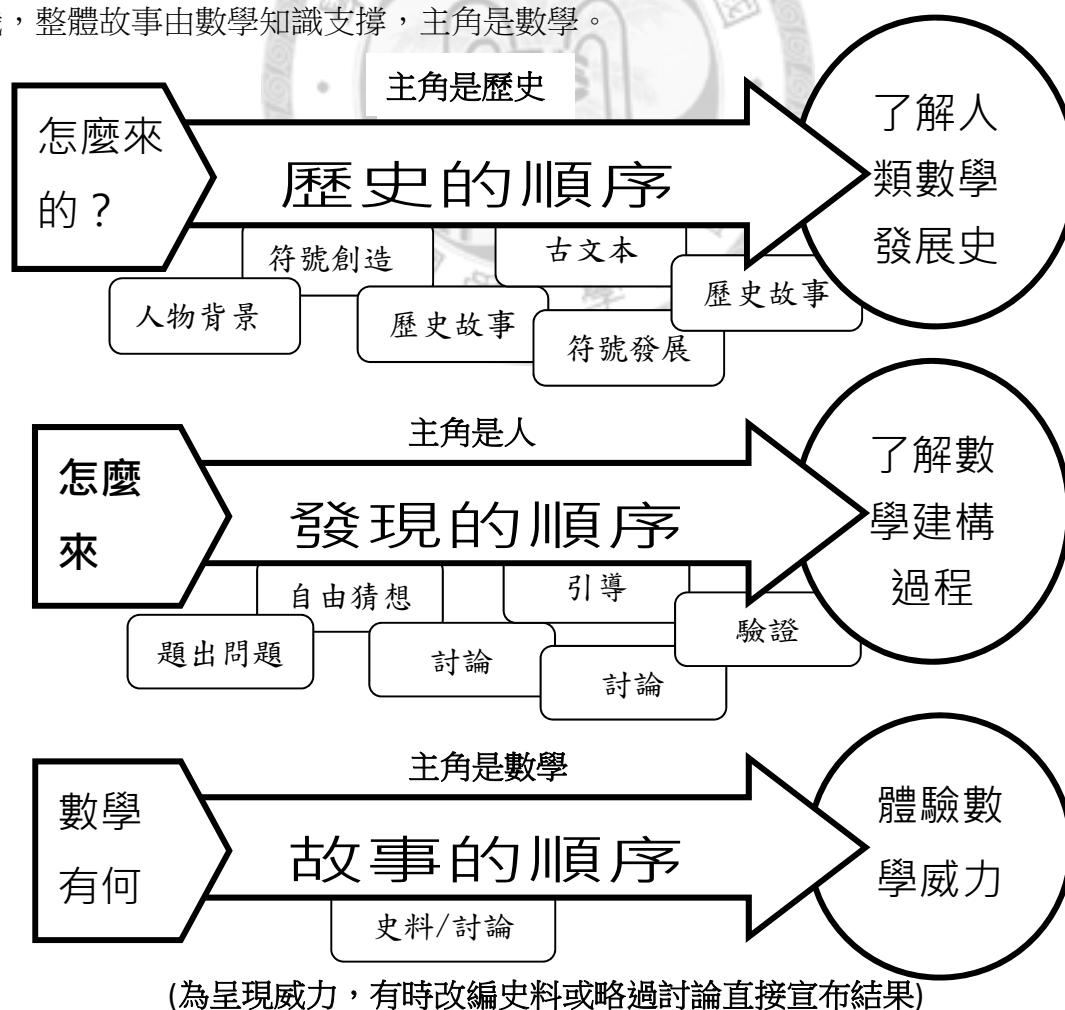 ，整體故事由數學知識支撐，主角是數學。
主角是歷史
怎麼來
的？
歷史的順序
了解人
類數學
發展史
符號創造
古文本
人物背景
歷史故事
符號發展
歷史故事
主角是人
怎麼
來
發現的順序
了解數
學建構
過程
自由猜想
引導
題出問題
討論
討論
驗證
主角是數學
數學
有何
故事的順序
體驗數
學威力
史料/討論
(為呈現威力，有時改編史料或略過討論直接宣布結果)